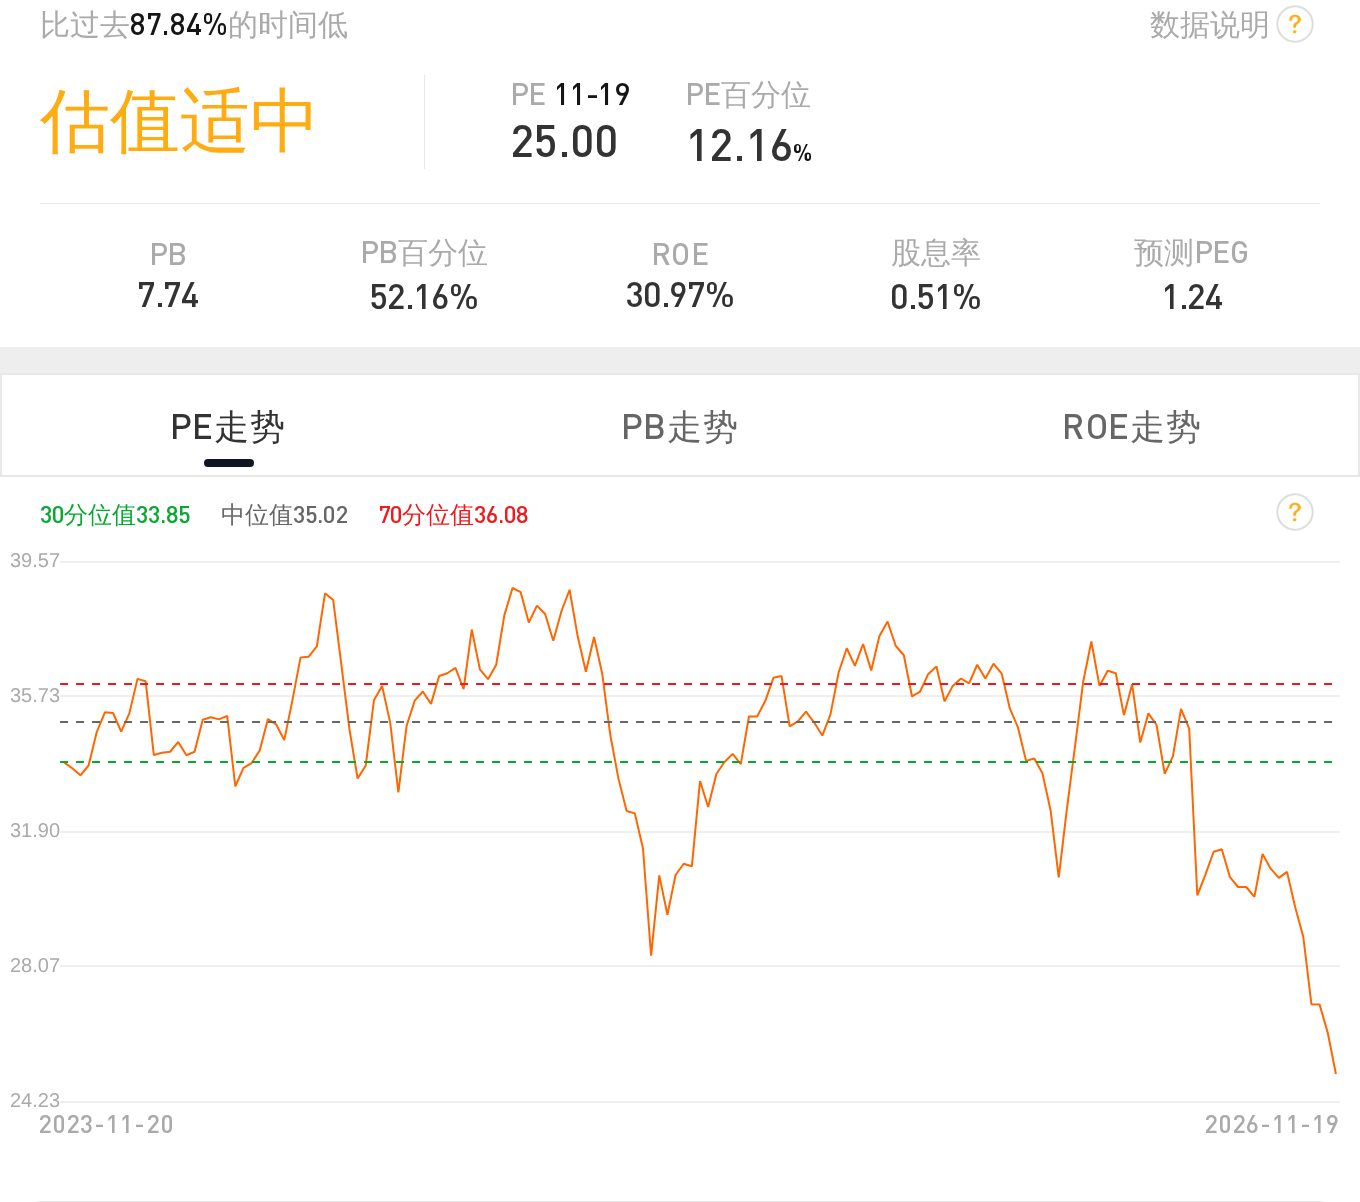 比过去87.84%的时间低 数据说明 ?
估值适中
PE 11-19 PE百分位
25.00 12.16%
PB PB百分位 ROE 股息率 预测PEG
7.74 52.16% 30.97% 0.51% 1.24
PE走势 PB走势 ROE走势
30分位值33.85 中位值35.02 70分位值36.08 ?
39.57
35.73
31.90
28.07
24.23
2023-11-20 2026-11-19